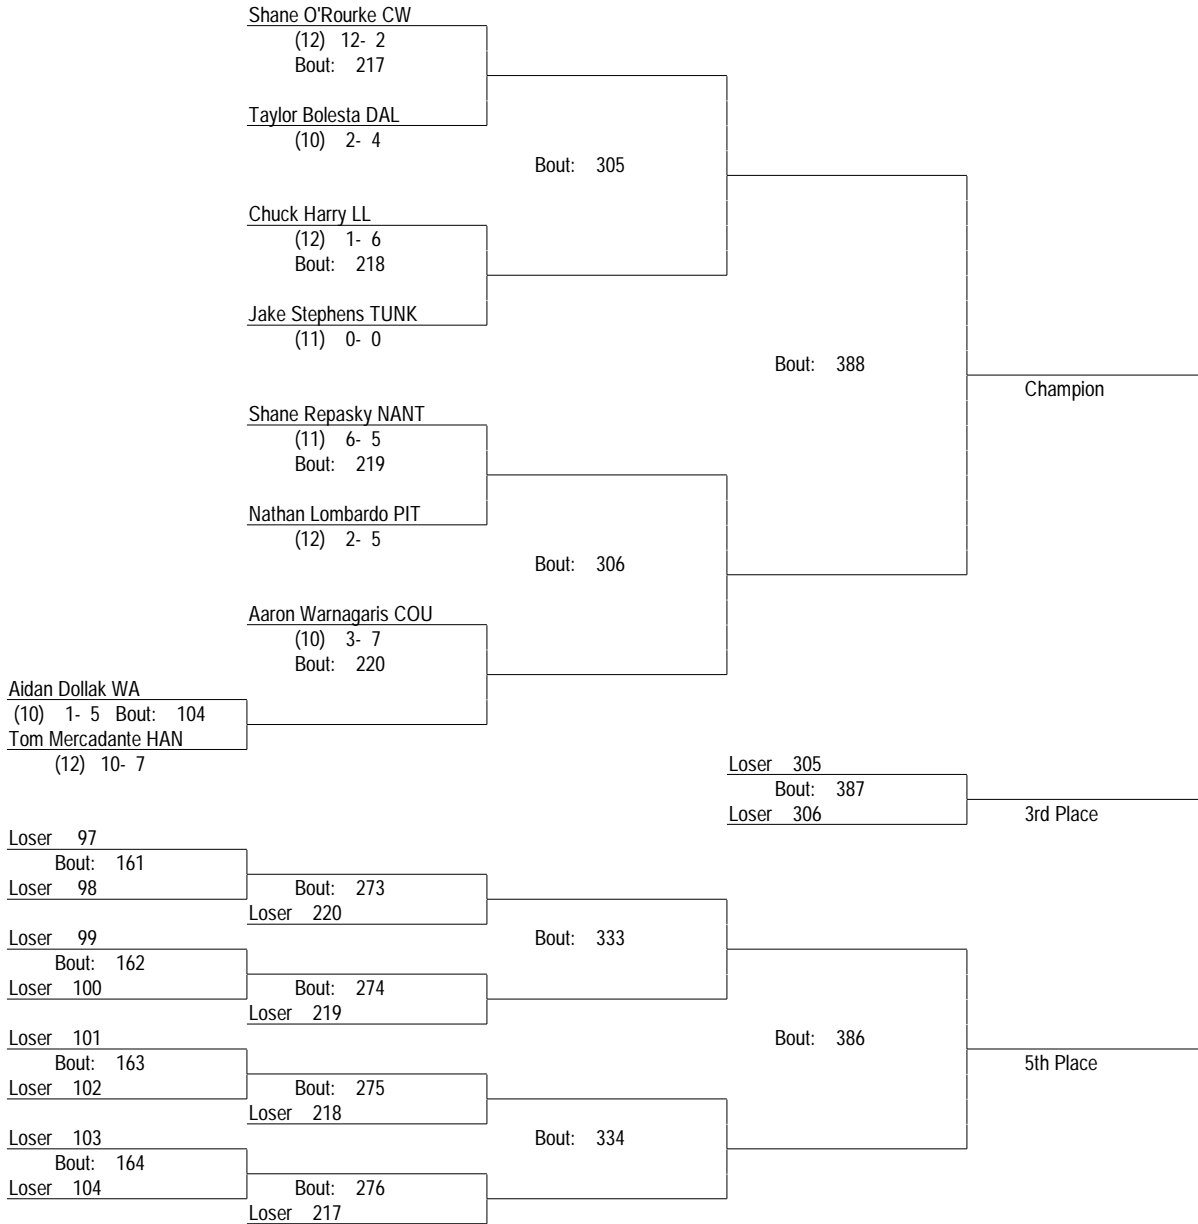 Shane O'Rourke CW
(12) 12- 2
Bout: 217
Taylor Bolesta DAL
(10) 2- 4
Bout: 305
Chuck Harry LL
(12) 1- 6
Bout: 218
Jake Stephens TUNK
(11) 0- 0
Bout: 388
Champion
Shane Repasky NANT
(11) 6- 5
Bout: 219
Nathan Lombardo PIT
(12) 2- 5
Bout: 306
Aaron Warnagaris COU
(10) 3- 7
Bout: 220
Aidan Dollak WA
(10) 1- 5 Bout: 104
Tom Mercadante HAN
(12) 10- 7
Loser 305
Bout: 387
Loser 306
3rd Place
Loser 97
Bout: 161
Loser 98
Bout: 273
Loser 220
Loser 99
Bout: 333
Bout: 162
Loser 100
Bout: 274
Loser 219
Loser 101
Bout: 386
Bout: 163
5th Place
Loser 102
Bout: 275
Loser 218
Loser 103
Bout: 334
Bout: 164
Loser 104
Bout: 276
Loser 217